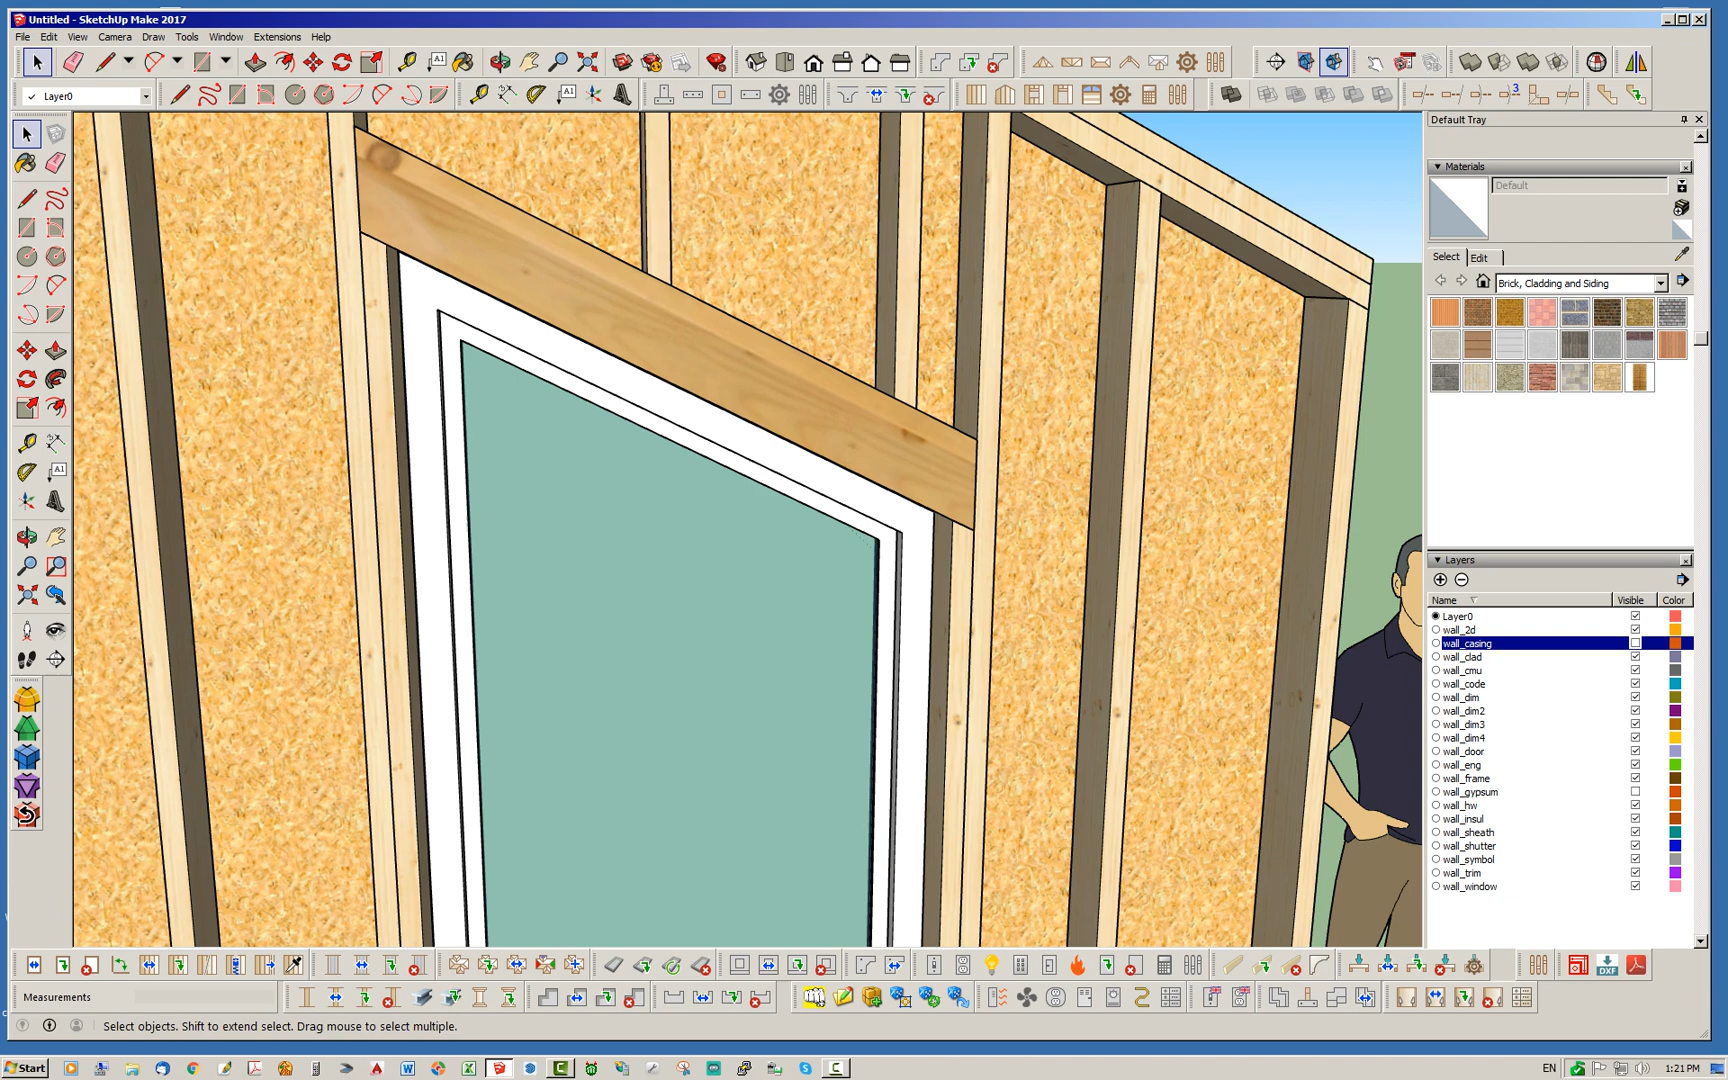 Untitled - SketchUp Make 2017
File Edit View Camera Draw Tools Window Extensions Help
Layer0
Default Tray
Materials
Default
Select Edit
Brick, Cladding and Siding
Layers
Name Visible Color
Layer0
wall_2d
wall_casing
wall_clad
wall_cmu
wall_code
wall_dim
wall_dim2
wall_dim3
wall_dim4
wall_door
wall_eng
wall_frame
wall_gypsum
wall_hw
wall_insul
wall_sheath
wall_shutter
wall_symbol
wall_trim
wall_window
Measurements
Select objects. Shift to extend select. Drag mouse to select multiple.
Start
EN
1:21 PM